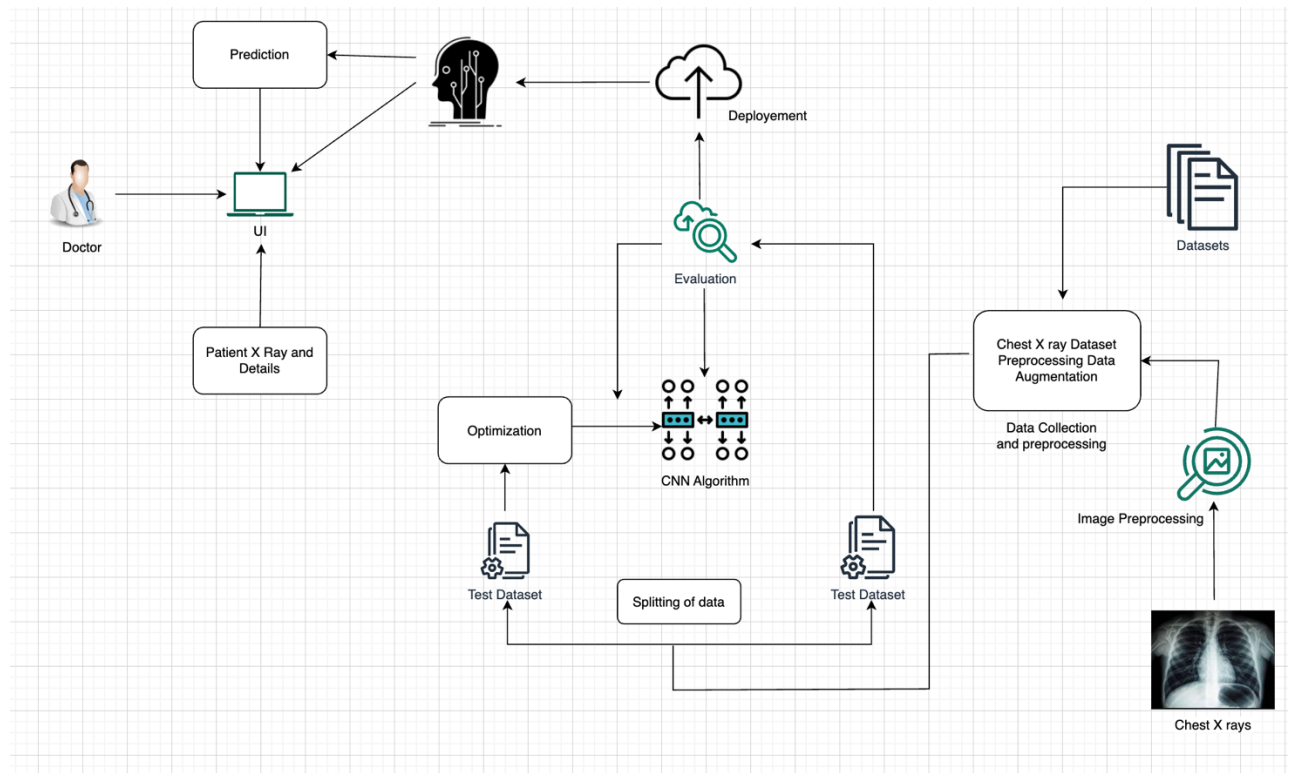 Prediction
Deployement
Doctor
UI
Datasets
Evaluation
Patient X Ray and
Details
Chest X ray Dataset
Preprocessing Data
Augmentation
Optimization
Data Collection
and preprocessing
CNN Algorithm
Image Preprocessing
Test Dataset
Splitting of data
Test Dataset
Chest X rays